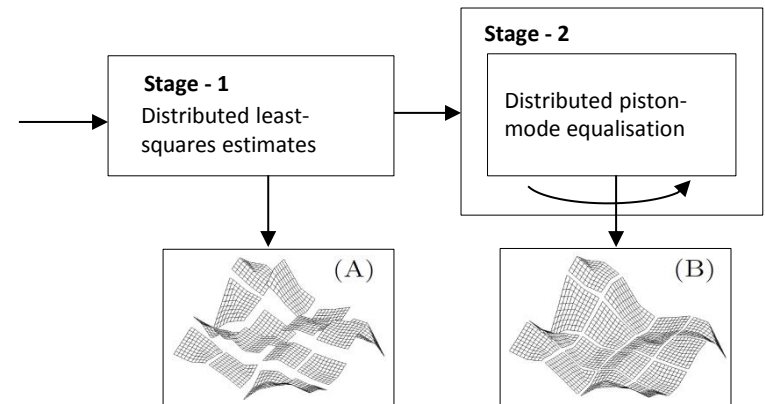 Stage - 1
Distributed least-
squares estimates
Stage - 2
Distributed piston-
mode equalisation
(A)
(B)